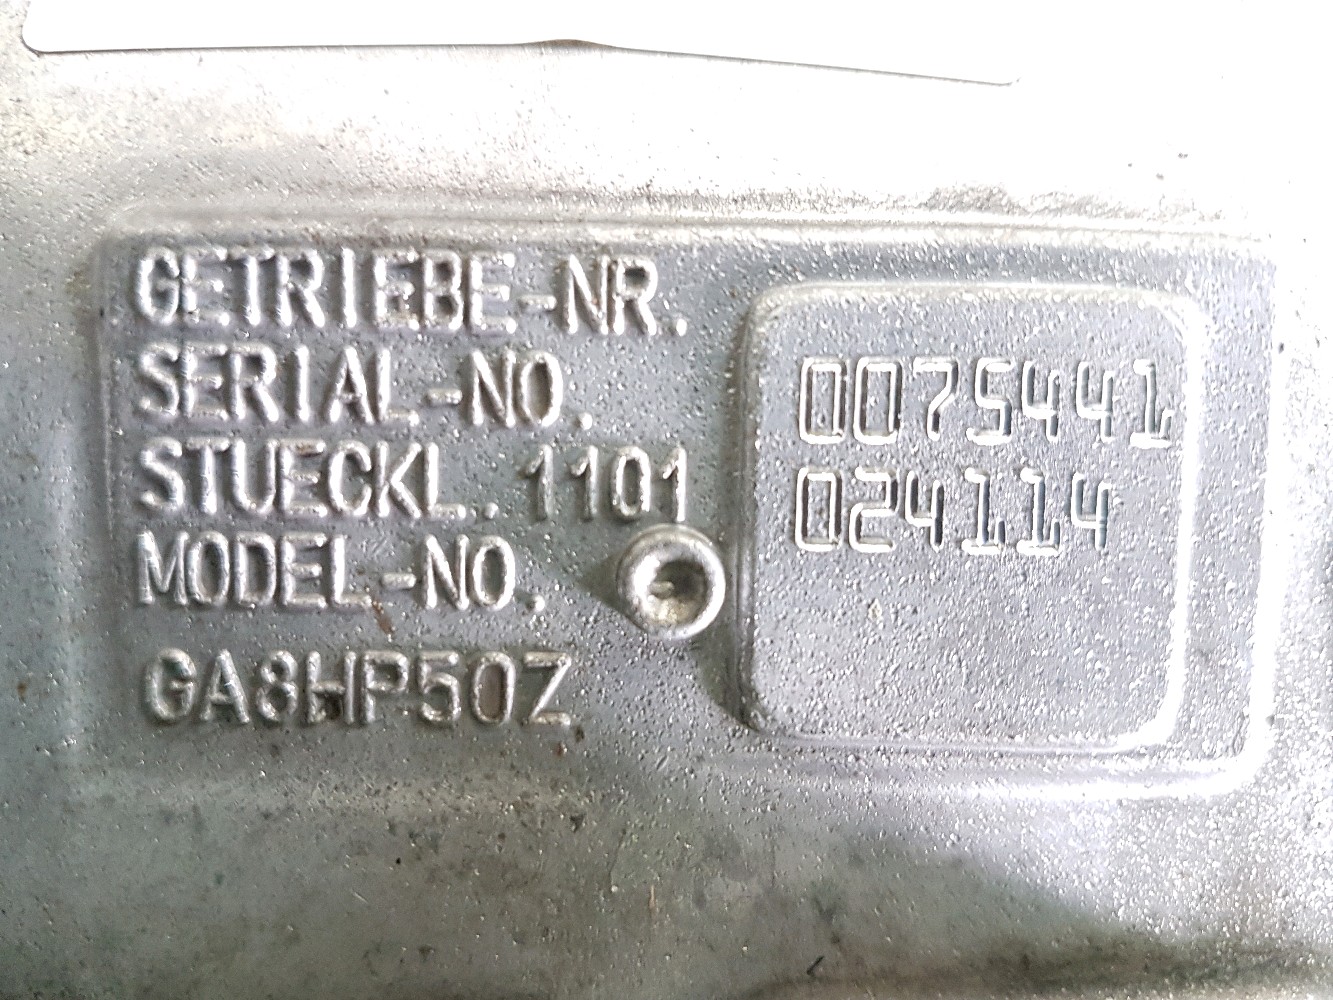 GETRIEBE-NR.
SERIAL-NO.
STUECKL. 1101
MODEL-NO.
GA8HP50Z
0075441
024114